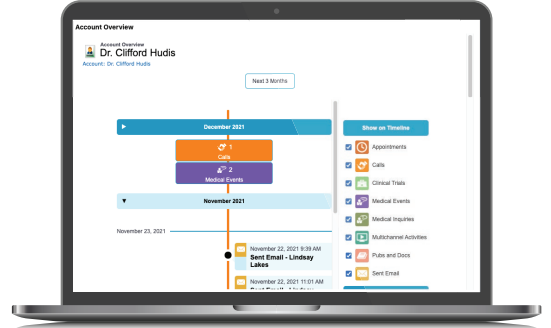 Account Overview
Account Overview
Dr. Clifford Hudis
Account: Dr. Clifford Hudis
Next 3 Months
December 2021
Show on Timeline
1
Calls
2
Medical Events
Appointments
Calls
Clinical Trials
Medical Events
Medical Inquiries
Multichannel Activities
Pubs and Docs
Sent Email
November 2021
November 23, 2021
November 22, 2021 9:39 AM
Sent Email - Lindsay
Lakes
November 22, 2021 11:01 AM